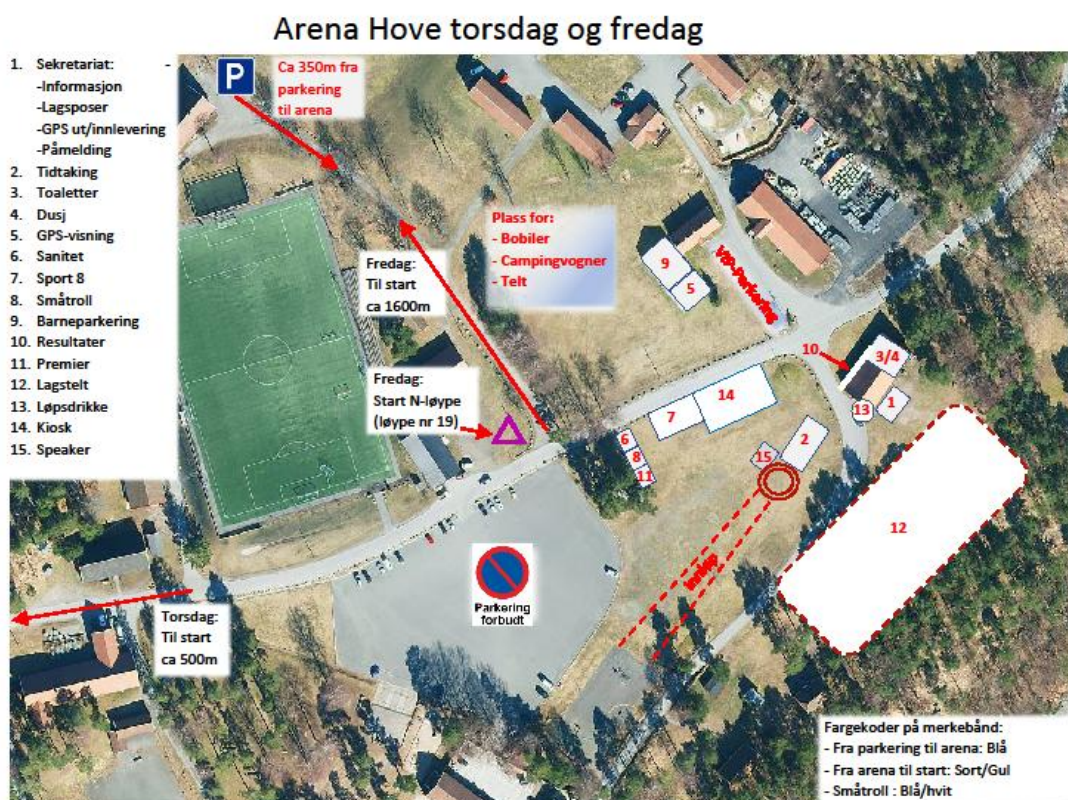 Arena Hove torsdag og fredag
1. Sekretariat: -
-Informasjon
-Lagsposer
-GPS ut/innlevering
-Påmelding
2. Tidtaking
3. Toaletter
4. Dusj
5. GPS-visning
6. Sanitet
7. Sport 8
8. Småtroll
9. Barneparkering
10. Resultater
11. Premier
12. Lagstelt
13. Løpsdrikke
14. Kiosk
15. Speaker
P
Ca 350m fra
parkering
til arena
Plass for:
- Bobiler
- Campingvogner
- Telt
Fredag:
Til start
ca 1600m
Fredag:
Start N-løype
(løype nr 19)
9
5
VIP-Parkering
10
3/4
1
13
14
7
6
8
11
15
2
12
Innløp
Parkering
forbudt
Torsdag:
Til start
ca 500m
Fargekoder på merkebånd:
- Fra parkering til arena: Blå
- Fra arena til start: Sort/Gul
- Småtroll : Blå/hvit